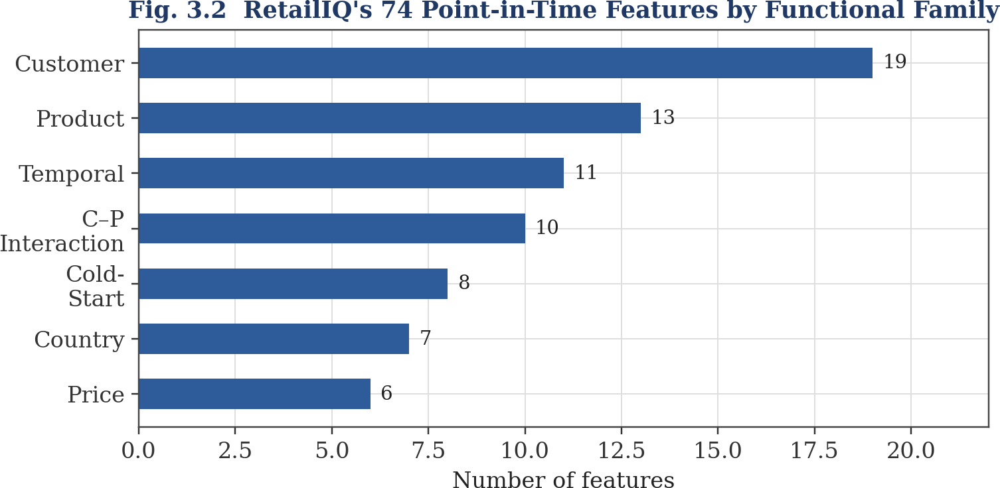 Fig. 3.2  RetailIQ's 74 Point-in-Time Features by Functional Family
Customer
19
Product
13
Temporal
11
C–P
Interaction
10
Cold-
Start
8
Country
7
Price
6
0.0 2.5 5.0 7.5 10.0 12.5 15.0 17.5 20.0
Number of features